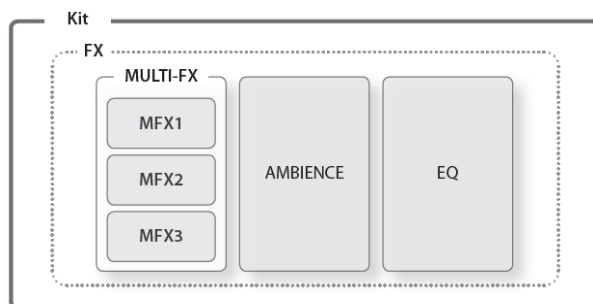 Kit
FX
MULTI-FX
MFX1
MFX2
MFX3
AMBIENCE
EQ